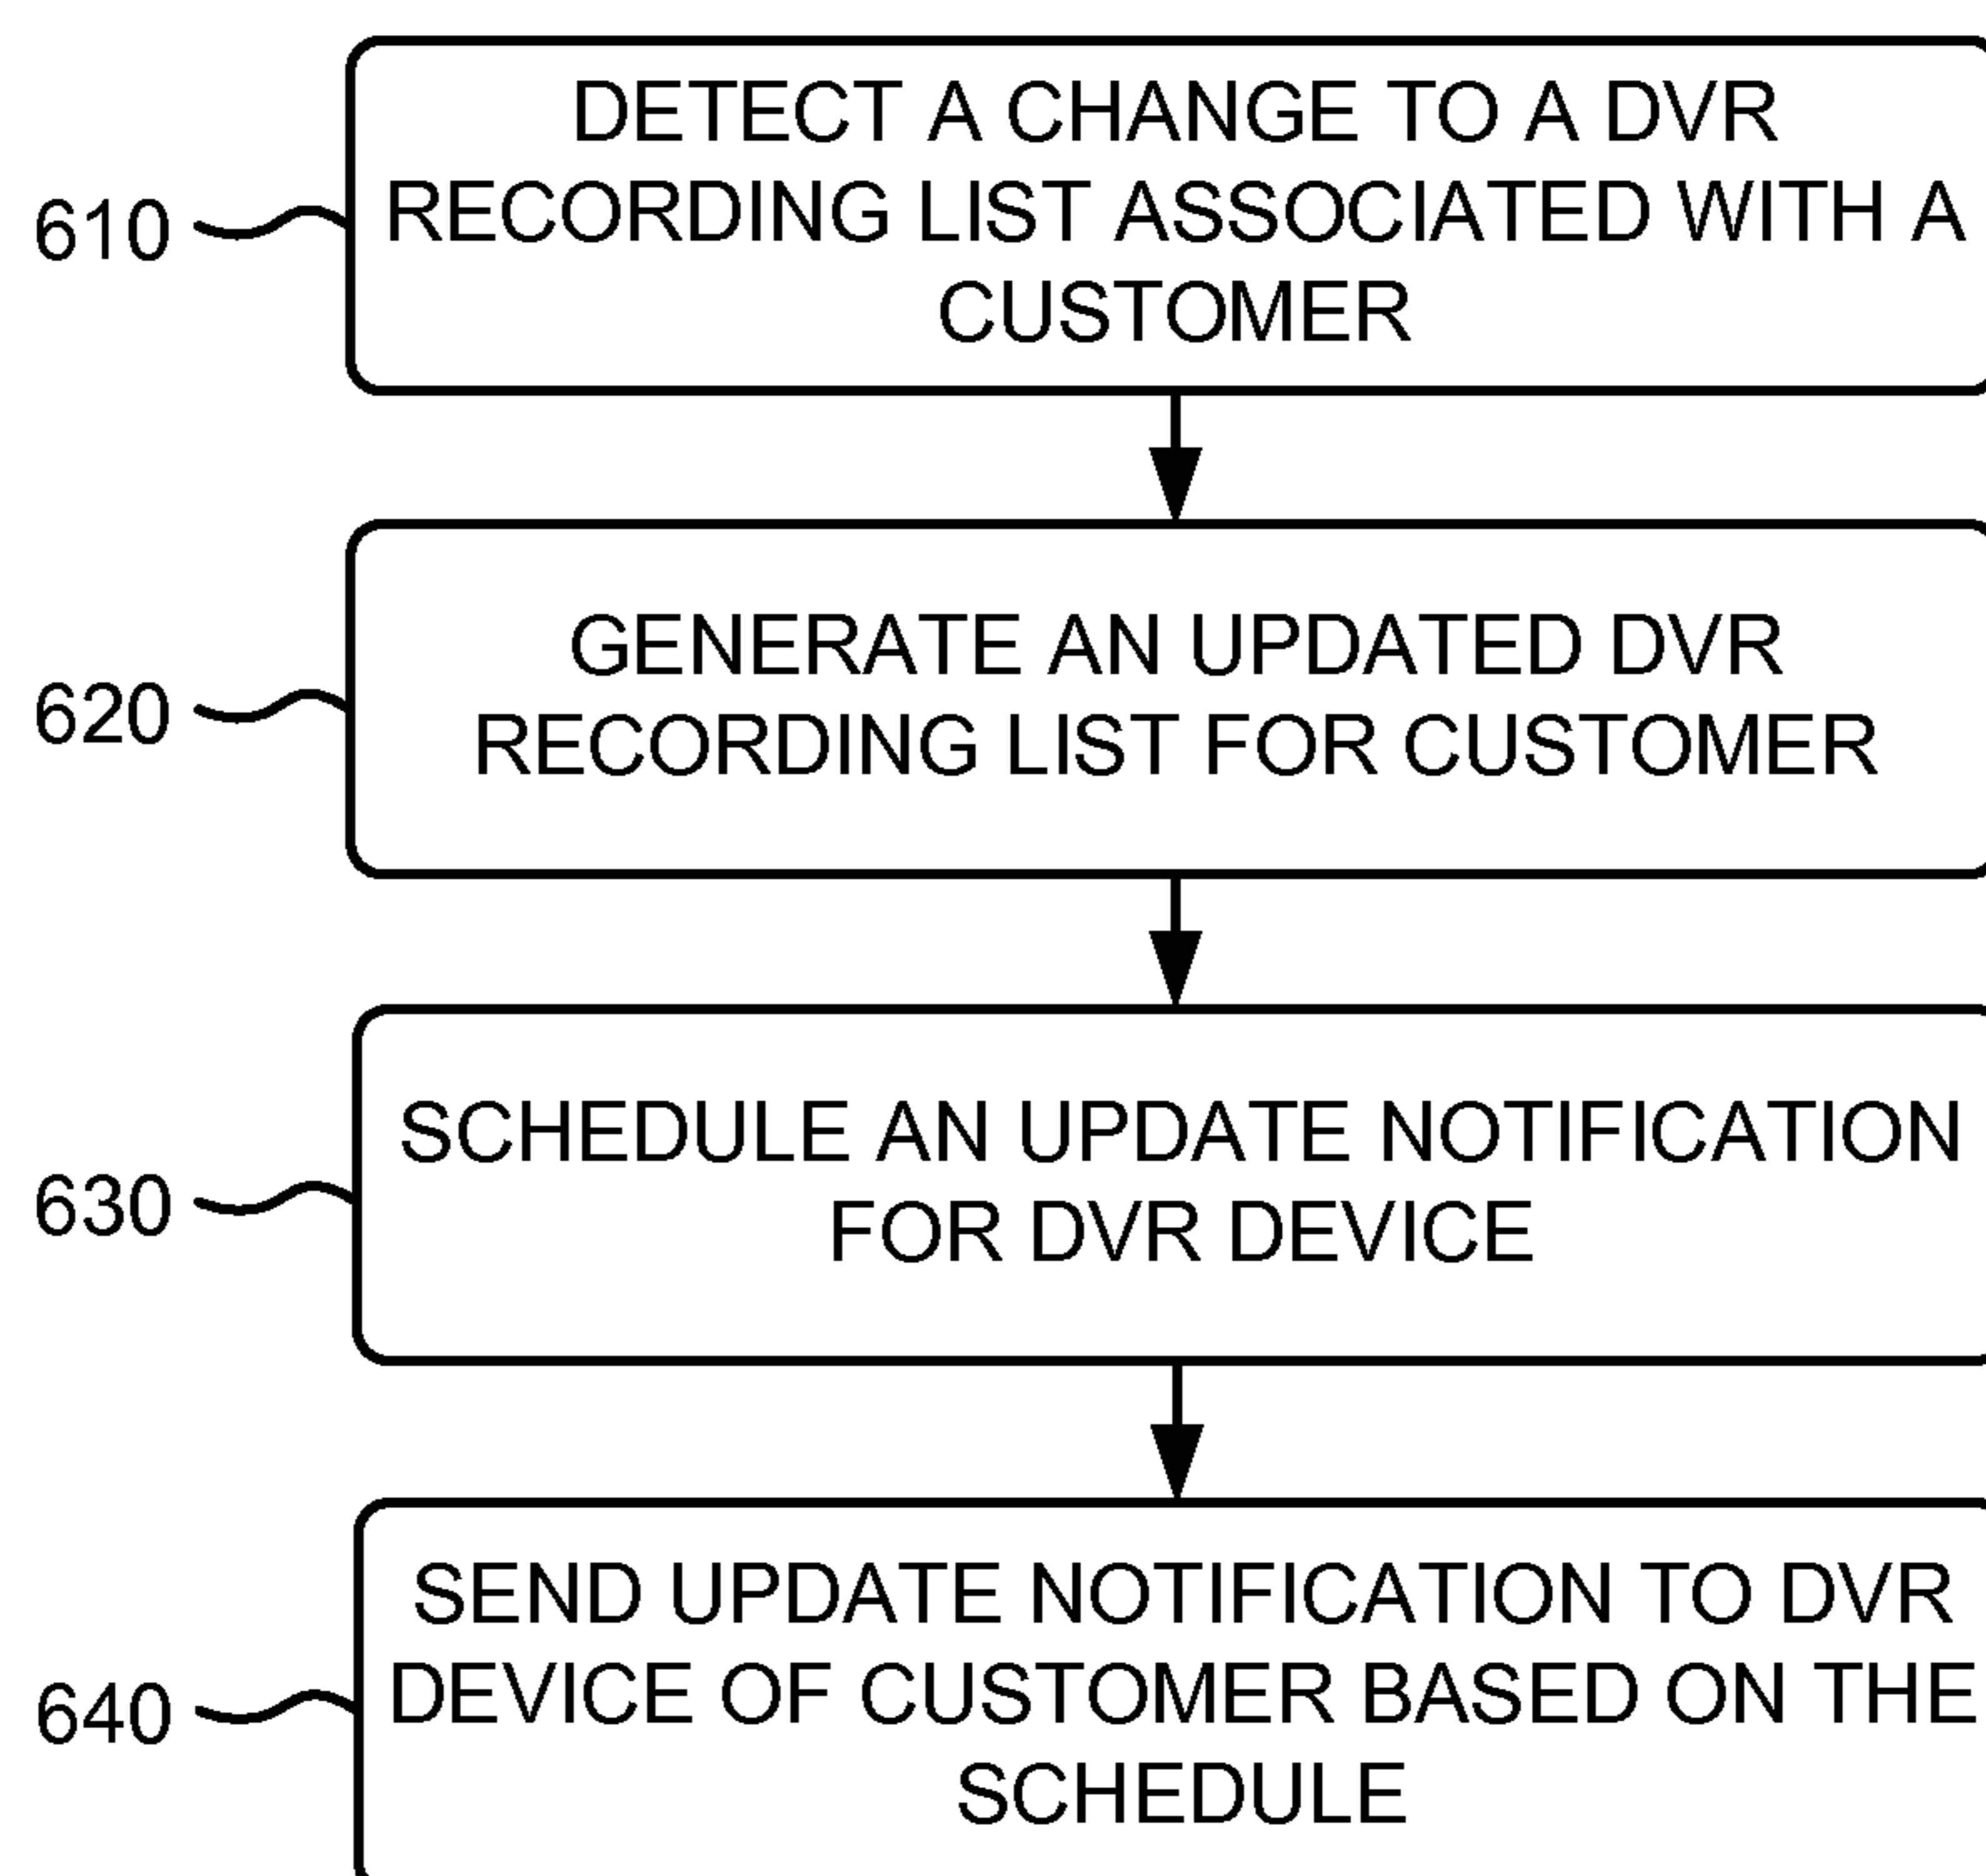 DETECT A CHANGE TO A DVR
RECORDING LIST ASSOCIATED WITH A
CUSTOMER
610
GENERATE AN UPDATED DVR
RECORDING LIST FOR CUSTOMER
620
SCHEDULE AN UPDATE NOTIFICATION
FOR DVR DEVICE
630
SEND UPDATE NOTIFICATION TO DVR
DEVICE OF CUSTOMER BASED ON THE
SCHEDULE
640